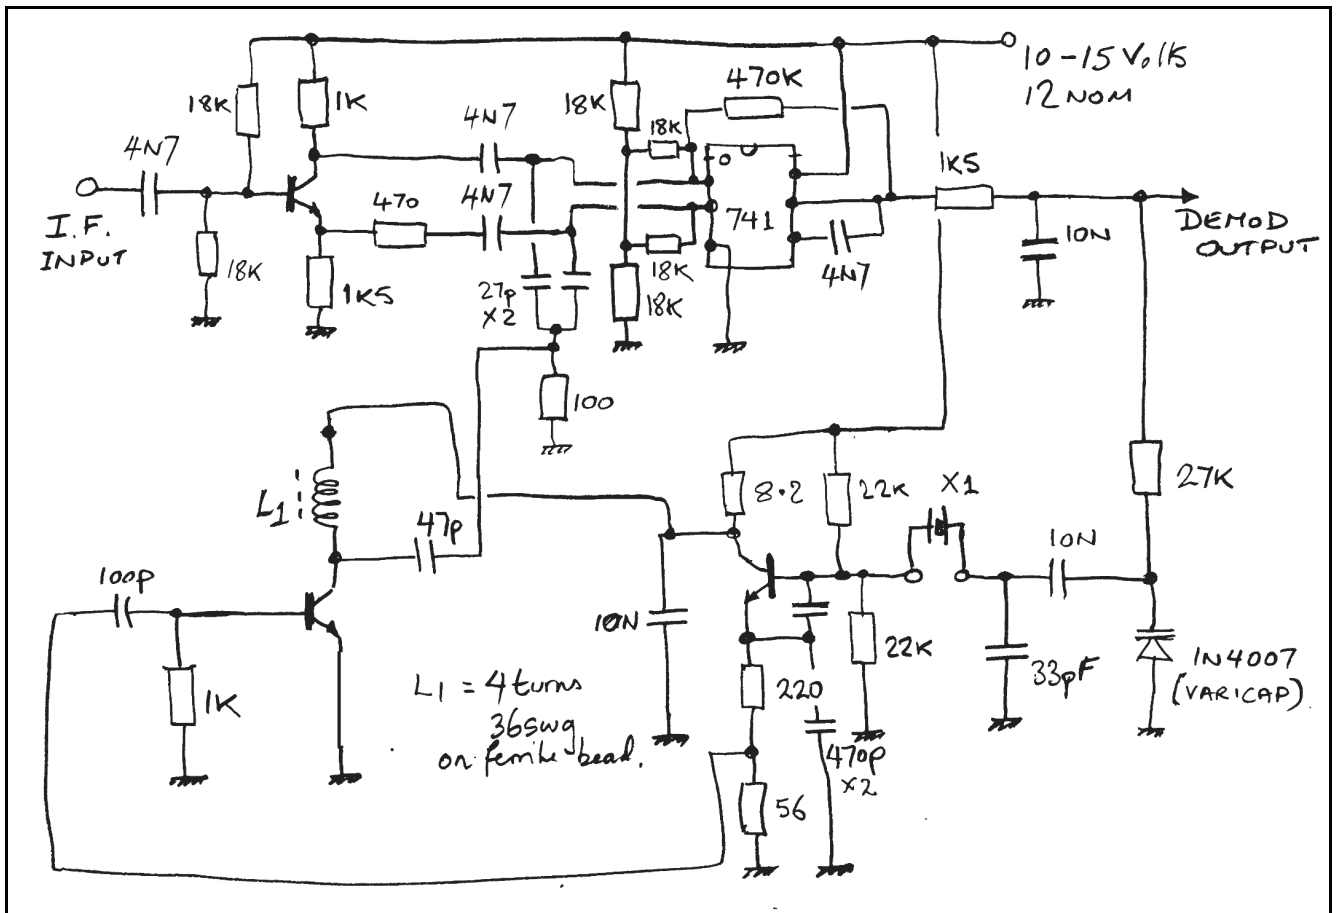 10-15 Volts
12 NOM
470K
18K
1K
18K
4N7
18K
4N7
1K5
4N7
470
4N7
741
I.F.
INPUT
18K
1K5
27p
X2
18K
18K
4N7
10N
DEMOD
OUTPUT
100
8.2
22K
X1
27K
L1
47p
10N
100p
10N
22K
33pF
1N4007
(VARICAP)
1K
L1 = 4 turns
36swg
on ferrite bead.
220
470p
X2
56